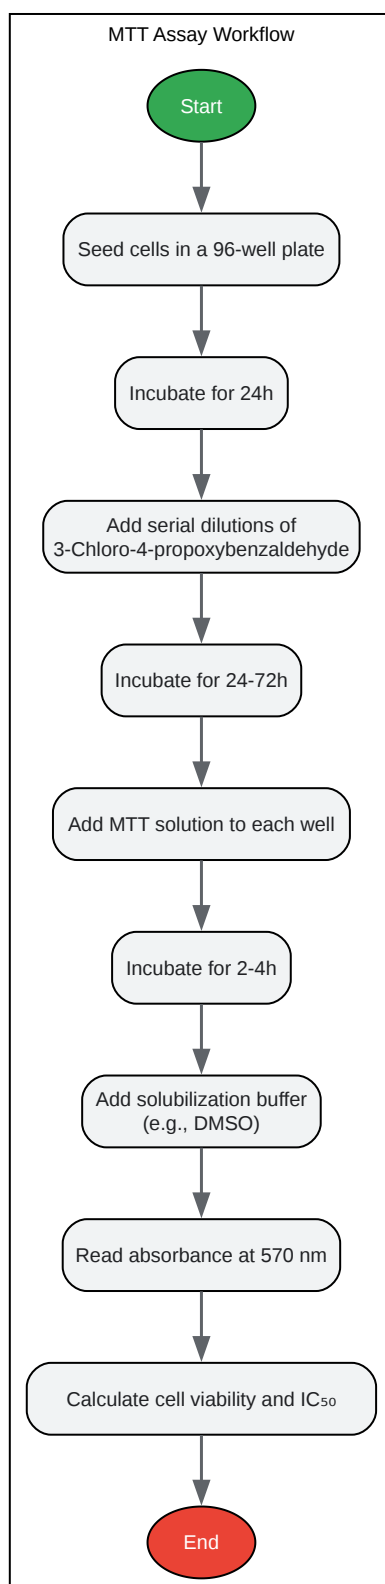 MTT Assay Workflow
Start
Seed cells in a 96-well plate
Incubate for 24h
Add serial dilutions of
3-Chloro-4-propoxybenzaldehyde
Incubate for 24-72h
Add MTT solution to each well
Incubate for 2-4h
Add solubilization buffer
(e.g., DMSO)
Read absorbance at 570 nm
Calculate cell viability and IC₅₀
End